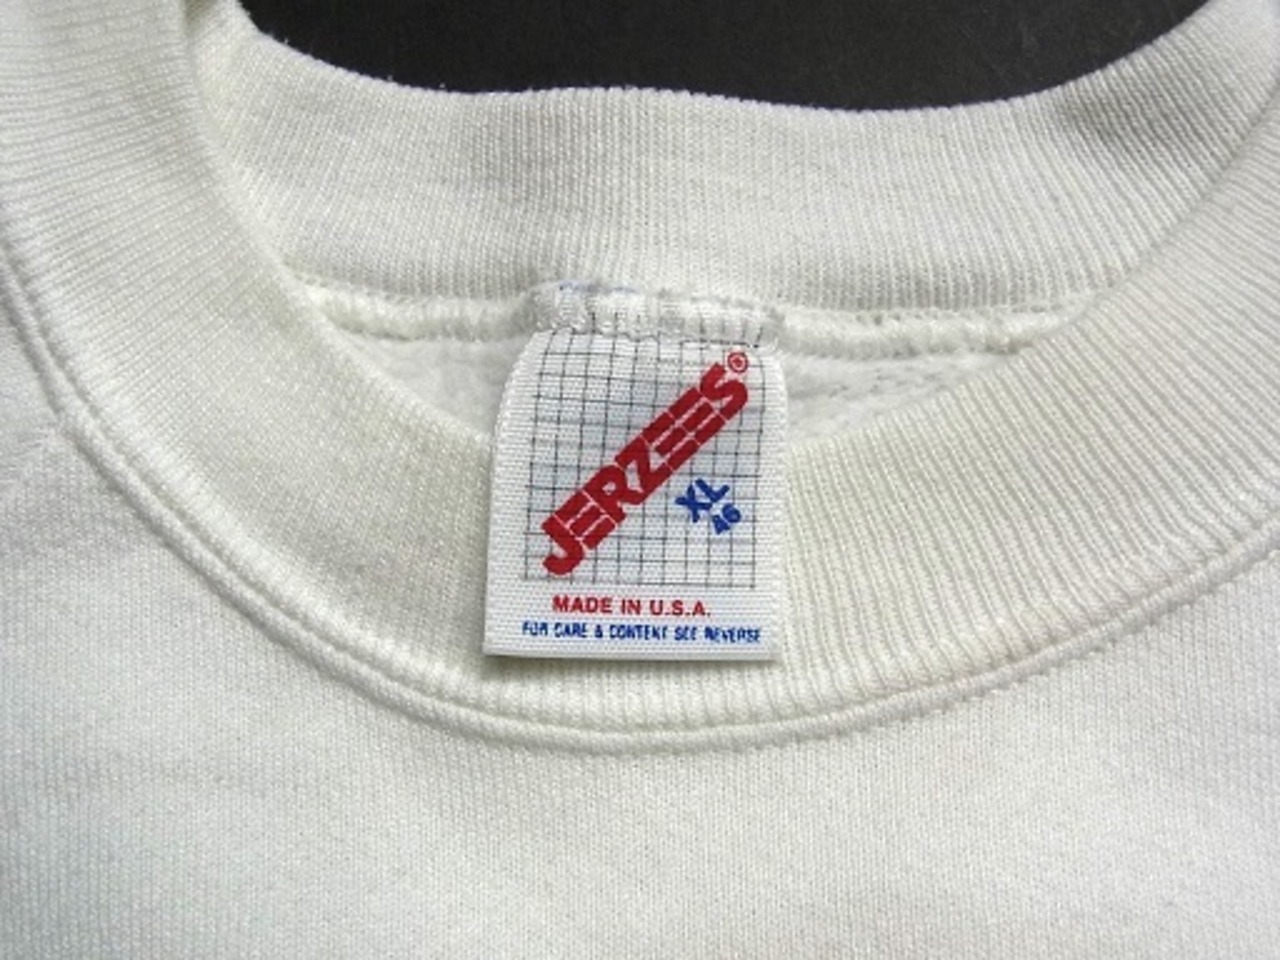 JERZEES®
XL
46
MADE IN U.S.A.
FOR CARE & CONTENT SEE REVERSE